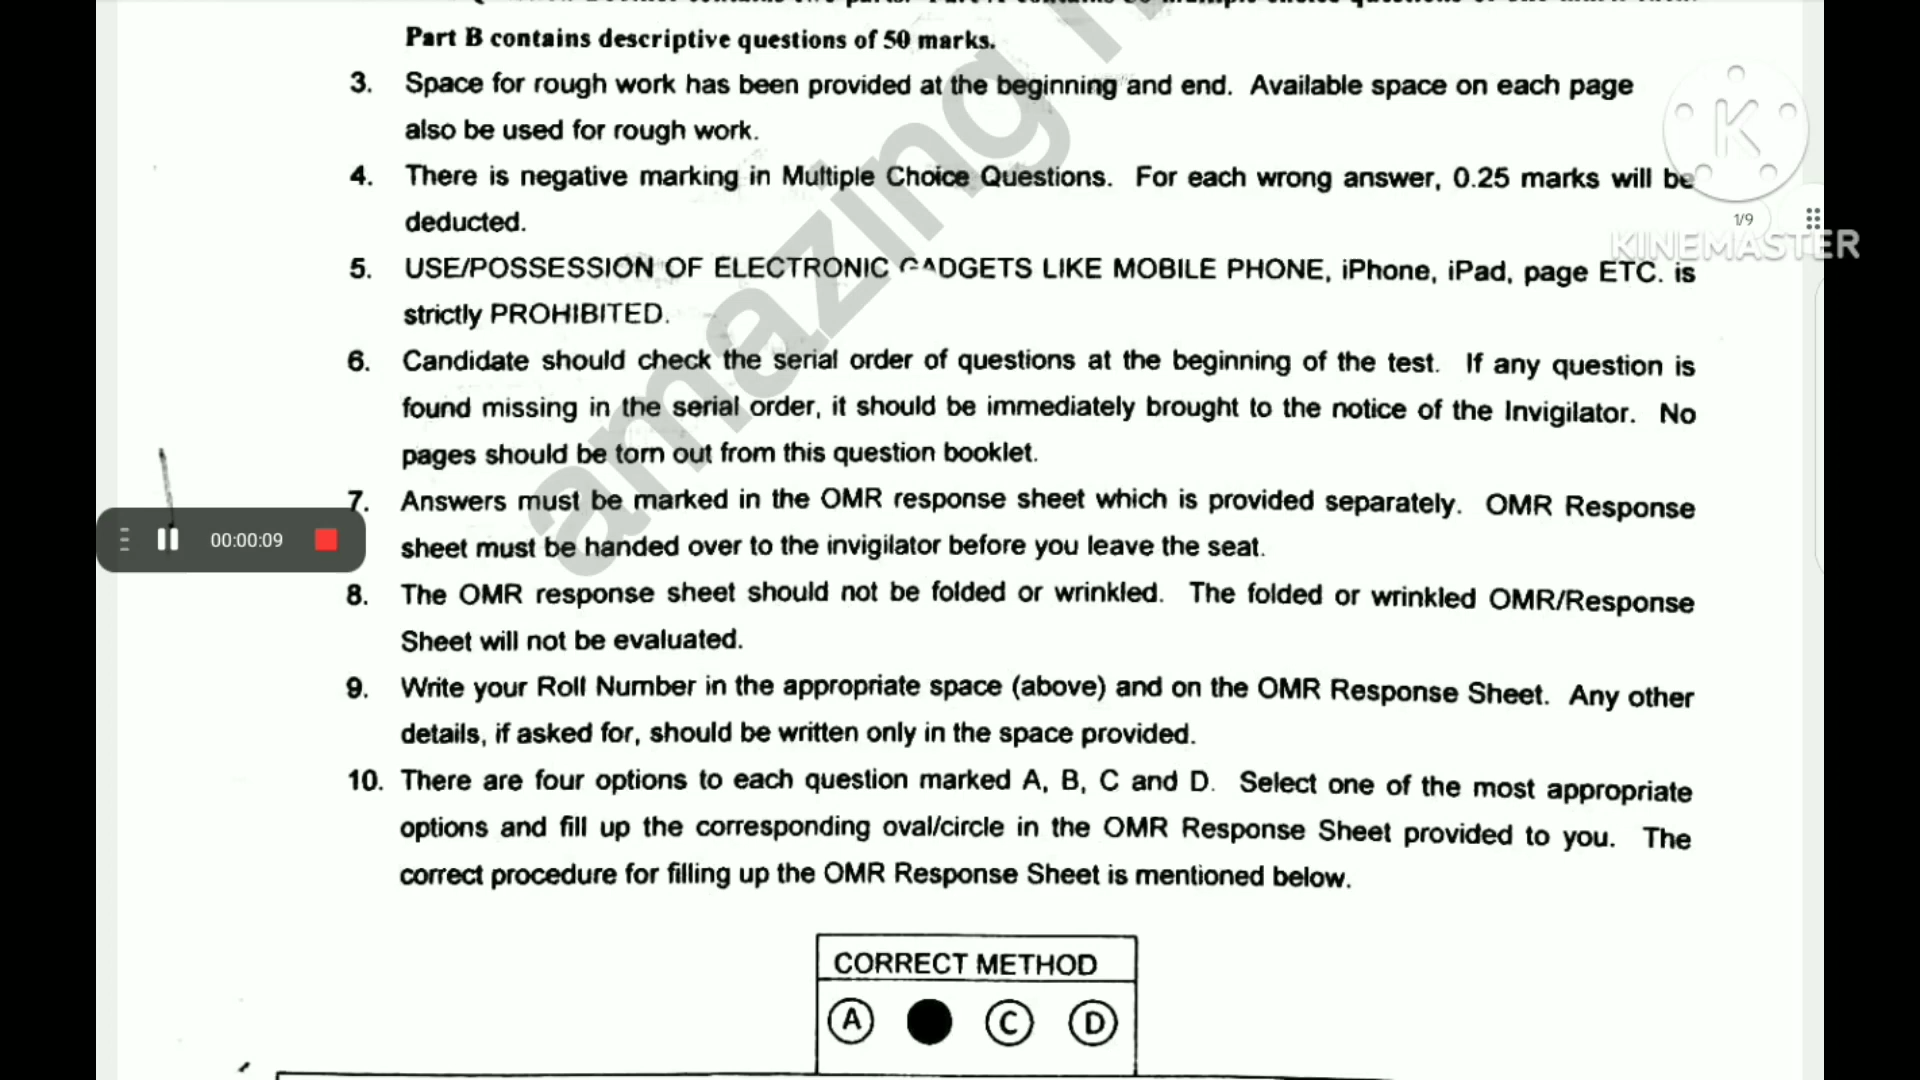 Part B contains descriptive questions of 50 marks.
3. Space for rough work has been provided at the beginning and end. Available space on each page
also be used for rough work.
4. There is negative marking in Multiple Choice Questions. For each wrong answer, 0.25 marks will be
deducted.
5. USE/POSSESSION OF ELECTRONIC GADGETS LIKE MOBILE PHONE, iPhone, iPad, page ETC. is
strictly PROHIBITED.
6. Candidate should check the serial order of questions at the beginning of the test. If any question is
found missing in the serial order, it should be immediately brought to the notice of the Invigilator. No
pages should be torn out from this question booklet.
7. Answers must be marked in the OMR response sheet which is provided separately. OMR Response
sheet must be handed over to the invigilator before you leave the seat.
8. The OMR response sheet should not be folded or wrinkled. The folded or wrinkled OMR/Response
Sheet will not be evaluated.
9. Write your Roll Number in the appropriate space (above) and on the OMR Response Sheet. Any other
details, if asked for, should be written only in the space provided.
10. There are four options to each question marked A, B, C and D. Select one of the most appropriate
options and fill up the corresponding oval/circle in the OMR Response Sheet provided to you. The
correct procedure for filling up the OMR Response Sheet is mentioned below.
CORRECT METHOD
A C D
amazing
K
1/9
KINEMASTER
00:00:09